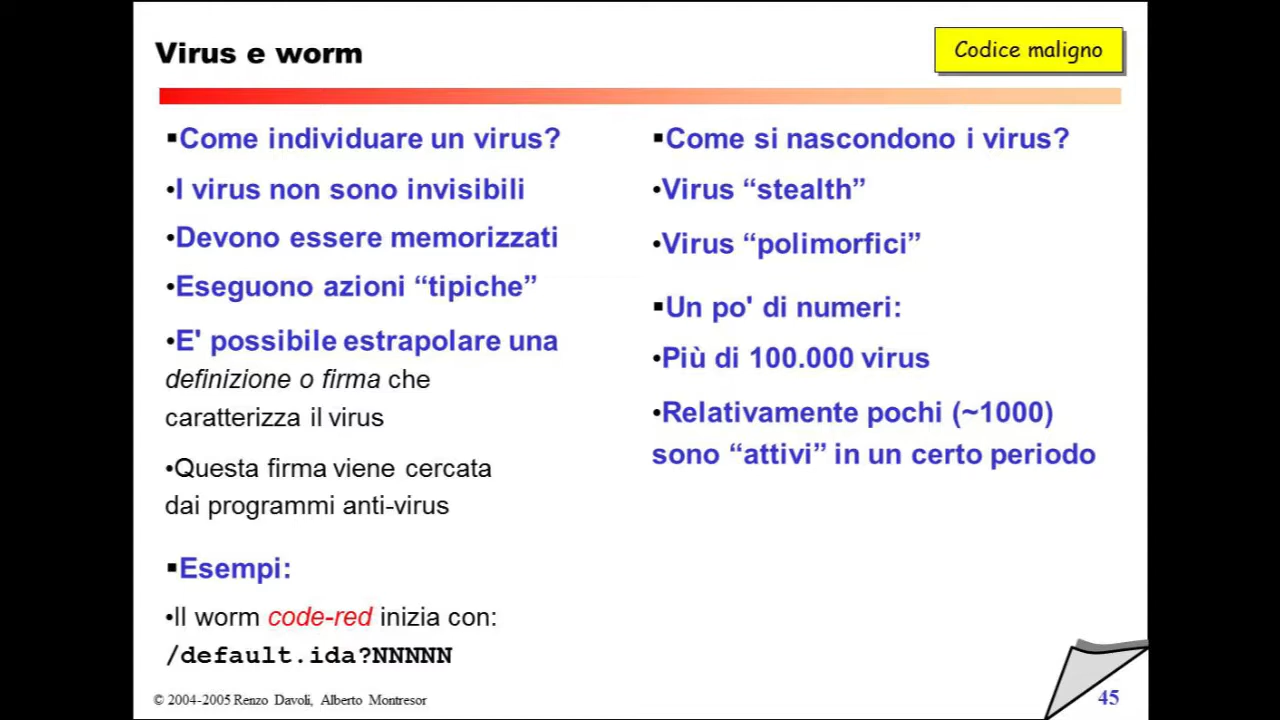 Virus e worm
Codice maligno
▪Come individuare un virus?
•I virus non sono invisibili
•Devono essere memorizzati
•Eseguono azioni “tipiche”
•E' possibile estrapolare una
definizione o firma che
caratterizza il virus
•Questa firma viene cercata
dai programmi anti-virus
▪Esempi:
•Il worm code-red inizia con:
/default.ida?NNNNN
▪Come si nascondono i virus?
•Virus “stealth”
•Virus “polimorfici”
▪Un po' di numeri:
•Più di 100.000 virus
•Relativamente pochi (~1000)
sono “attivi” in un certo periodo
© 2004-2005 Renzo Davoli, Alberto Montresor
45